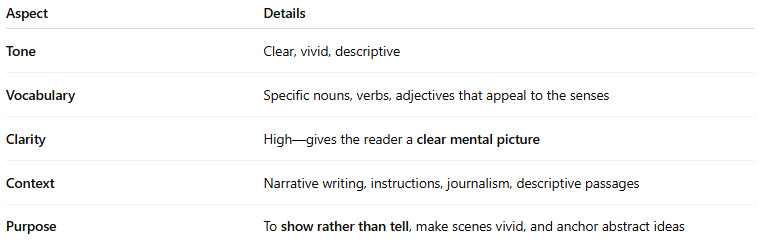 Aspect Details
Tone Clear, vivid, descriptive
Vocabulary Specific nouns, verbs, adjectives that appeal to the senses
Clarity High—gives the reader a clear mental picture
Context Narrative writing, instructions, journalism, descriptive passages
Purpose To show rather than tell, make scenes vivid, and anchor abstract ideas